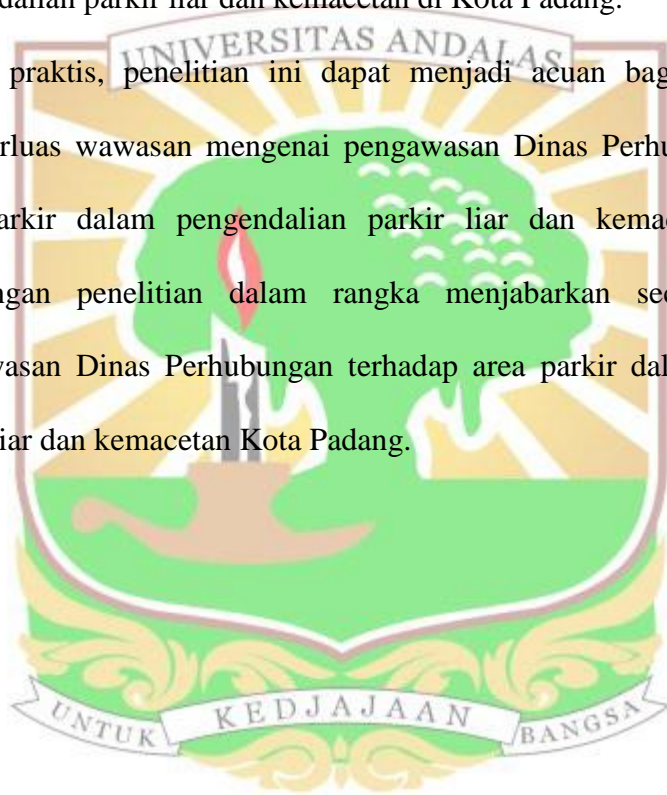 dalian parkir liar dan kemacetan di Kota Padang.
UNIVERSITAS ANDALAS
praktis, penelitian ini dapat menjadi acuan bag
rluas wawasan mengenai pengawasan Dinas Perhu
arkir dalam pengendalian parkir liar dan kemac
ngan penelitian dalam rangka menjabarkan sec
wasan Dinas Perhubungan terhadap area parkir dal
iar dan kemacetan Kota Padang.
UNTUK KEDJAJAAN BANGSA